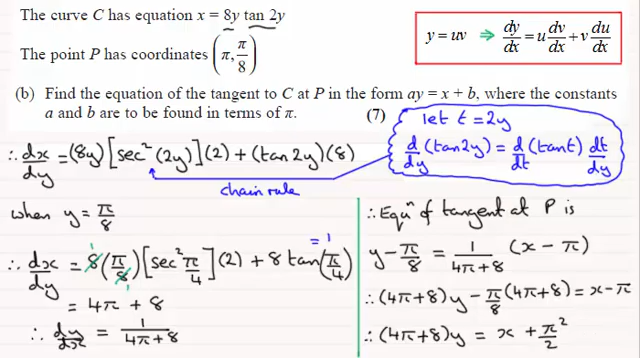 The curve C has equation x = 8y tan 2y
The point P has coordinates (π, π/8)
y = uv ⇒ dy/dx = u dv/dx + v du/dx
(b) Find the equation of the tangent to C at P in the form ay = x + b, where the constants
a and b are to be found in terms of π. (7)
let t = 2y
d/dy (tan2y) = d/dt (tant) dt/dy
∴ dx/dy = (8y) [sec² (2y)] (2) + (tan 2y) (8)
chain rule
when y = π/8
∴ dx/dy = 8 (π/8) [sec² π/4] (2) + 8 tan (π/4)
1
1
= 1
= 4π + 8
∴ dy/dx = 1/(4π + 8)
∴ Equⁿ of tangent at P is
y − π/8 = 1/(4π + 8) (x − π)
∴ (4π + 8)y − π/8 (4π + 8) = x − π
∴ (4π + 8)y = x + π²/2